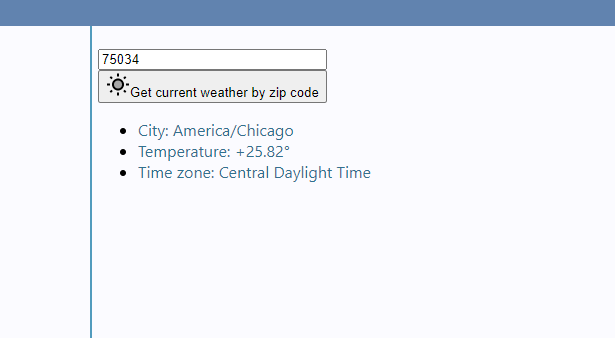 75034
Get current weather by zip code
City: America/Chicago
Temperature: +25.82°
Time zone: Central Daylight Time